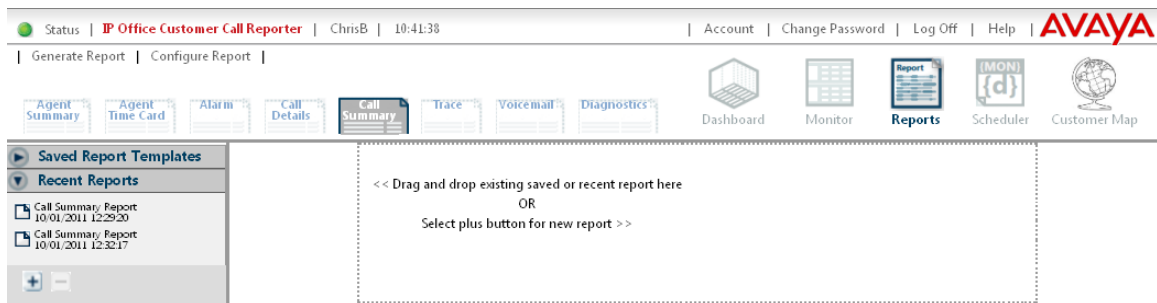 Status | IP Office Customer Call Reporter | ChrisB | 10:41:38 | Account | Change Password | Log Off | Help | AVAYA
| Generate Report | Configure Report |
Agent Summary
Agent Time Card
Alarm
Call Details
Call Summary
Trace
Voicemail
Diagnostics
Dashboard
Monitor
Report
Reports
(MON)
{d}
Scheduler
Customer Map
Saved Report Templates
Recent Reports
Call Summary Report
10/01/2011 12:29:20
Call Summary Report
10/01/2011 12:32:17
<< Drag and drop existing saved or recent report here
OR
Select plus button for new report >>